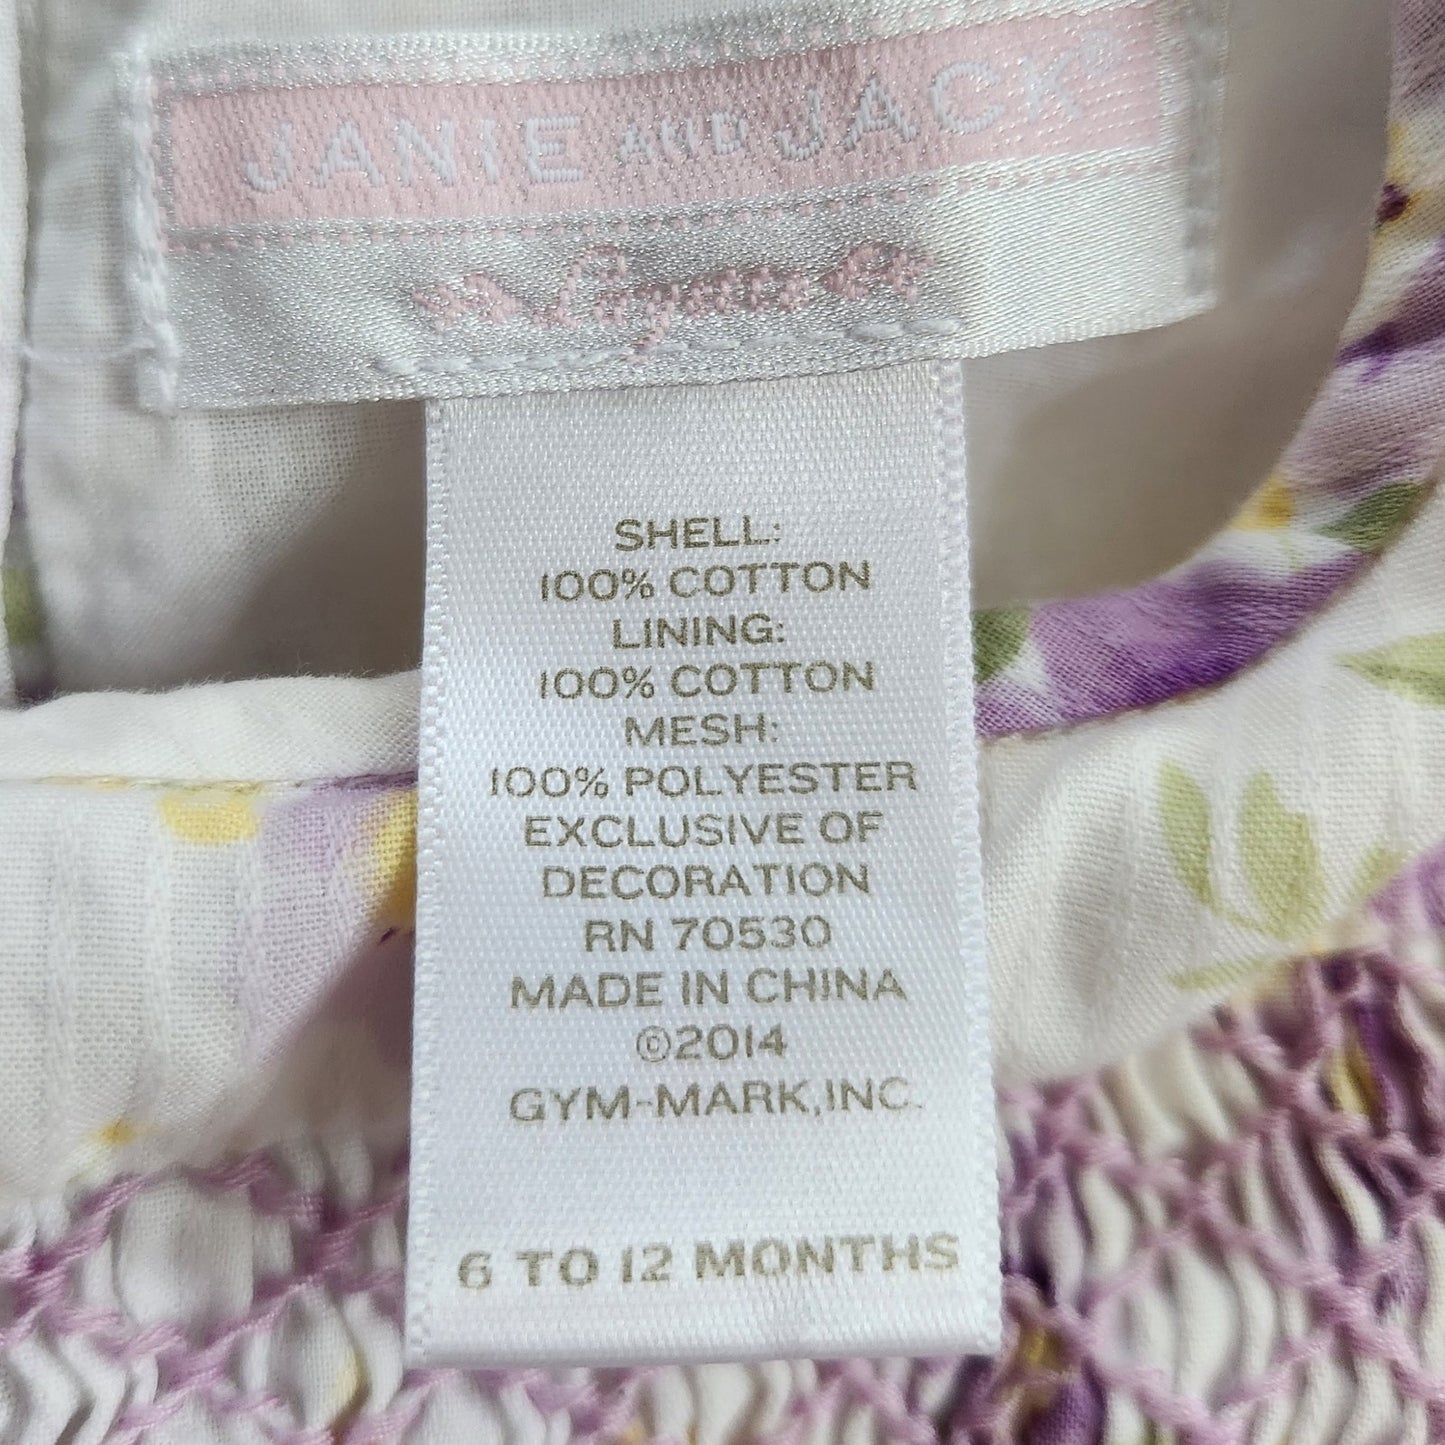 JANIE AND JACK®
Layette
SHELL:
100% COTTON
LINING:
100% COTTON
MESH:
100% POLYESTER
EXCLUSIVE OF
DECORATION
RN 70530
MADE IN CHINA
©2014
GYM-MARK, INC.
6 TO 12 MONTHS